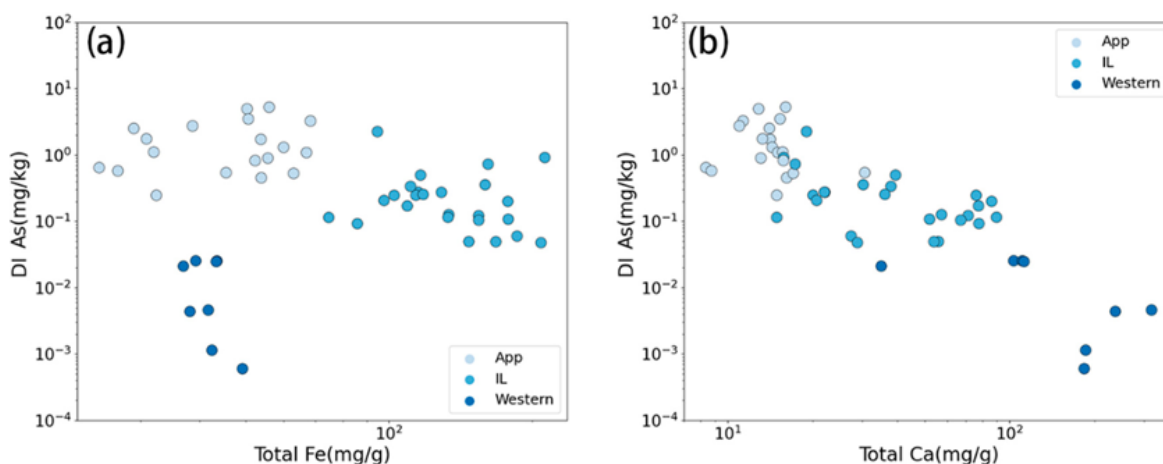 (a)
DI As(mg/kg)
10²
10¹
10⁰
10⁻¹
10⁻²
10⁻³
10⁻⁴
App
IL
Western
10²
Total Fe(mg/g)
(b)
DI As(mg/kg)
10²
10¹
10⁰
10⁻¹
10⁻²
10⁻³
10⁻⁴
App
IL
Western
10¹
10²
Total Ca(mg/g)